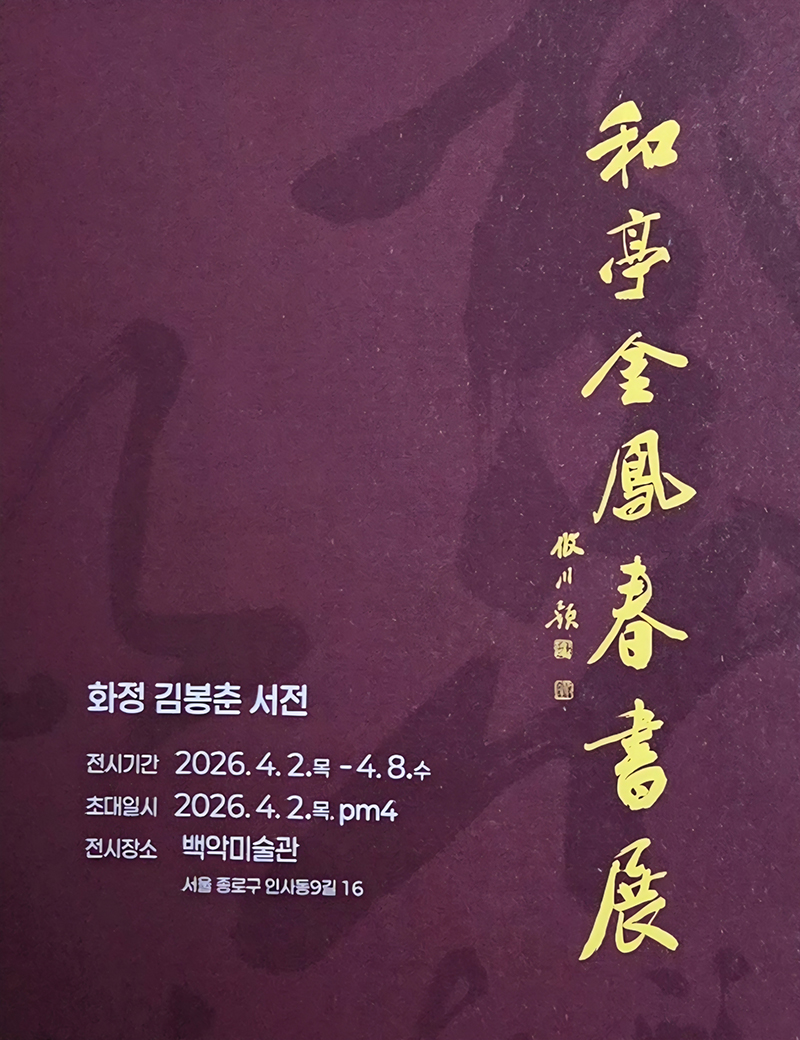 和亭金鳳春書展
화정 김봉춘 서전
전시기간 2026. 4. 2.목 - 4. 8.수
초대일시 2026. 4. 2.목. pm4
전시장소 백악미술관
서울 종로구 인사동9길 16